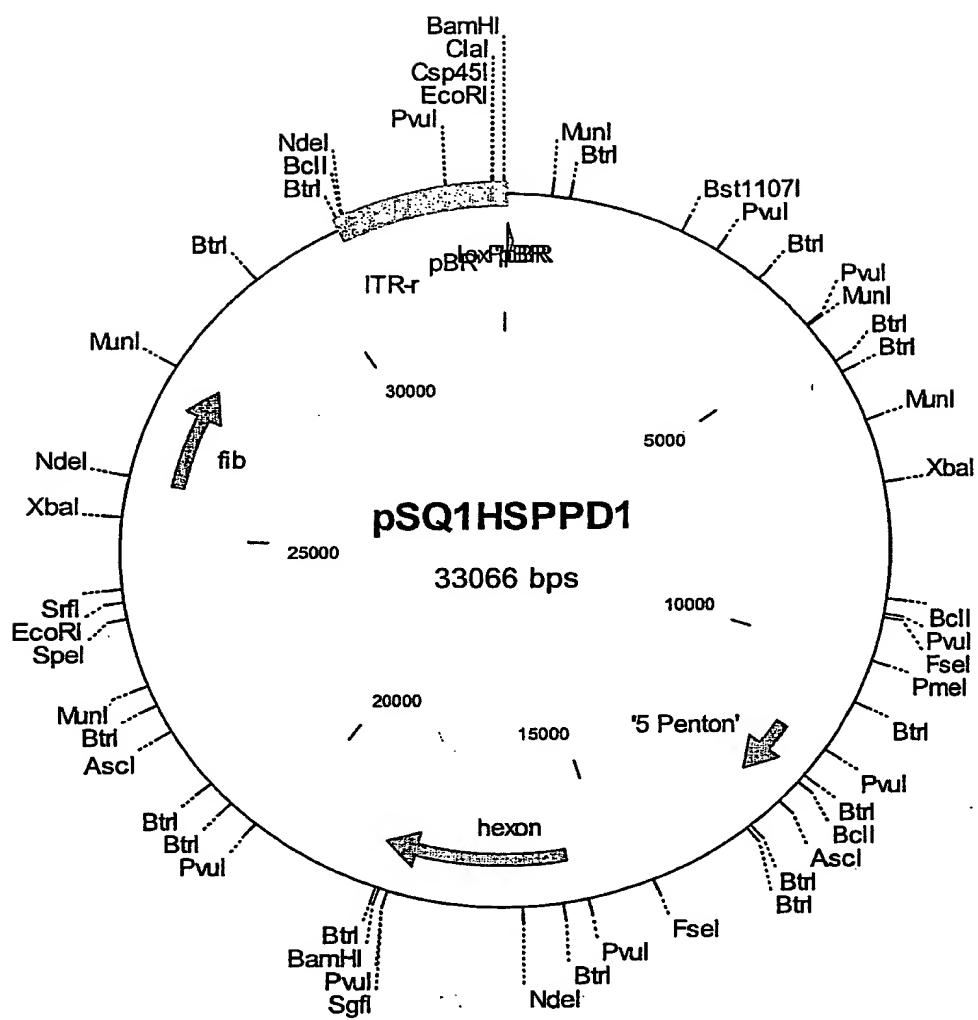 BamHI
ClaI
Csp45I
EcoRI
PvuI
NdeI
BclI
BtrI
BtrI
MunI
NdeI
XbaI
SrfI
EcoRI
SpeI
MunI
BtrI
AscI
BtrI
BtrI
PvuI
BtrI
BamHI
PvuI
SgfI
MunI
BtrI
Bst1107I
PvuI
BtrI
PvuI
MunI
BtrI
BtrI
MunI
XbaI
BclI
PvuI
FseI
PmeI
BtrI
PvuI
BtrI
BclI
AscI
BtrI
BtrI
FseI
PvuI
BtrI
NdeI
ITR-r
pBR
30000
5000
fib
pSQ1HSPPD1
33066 bps
25000
10000
20000
15000
'5 Penton'
hexon